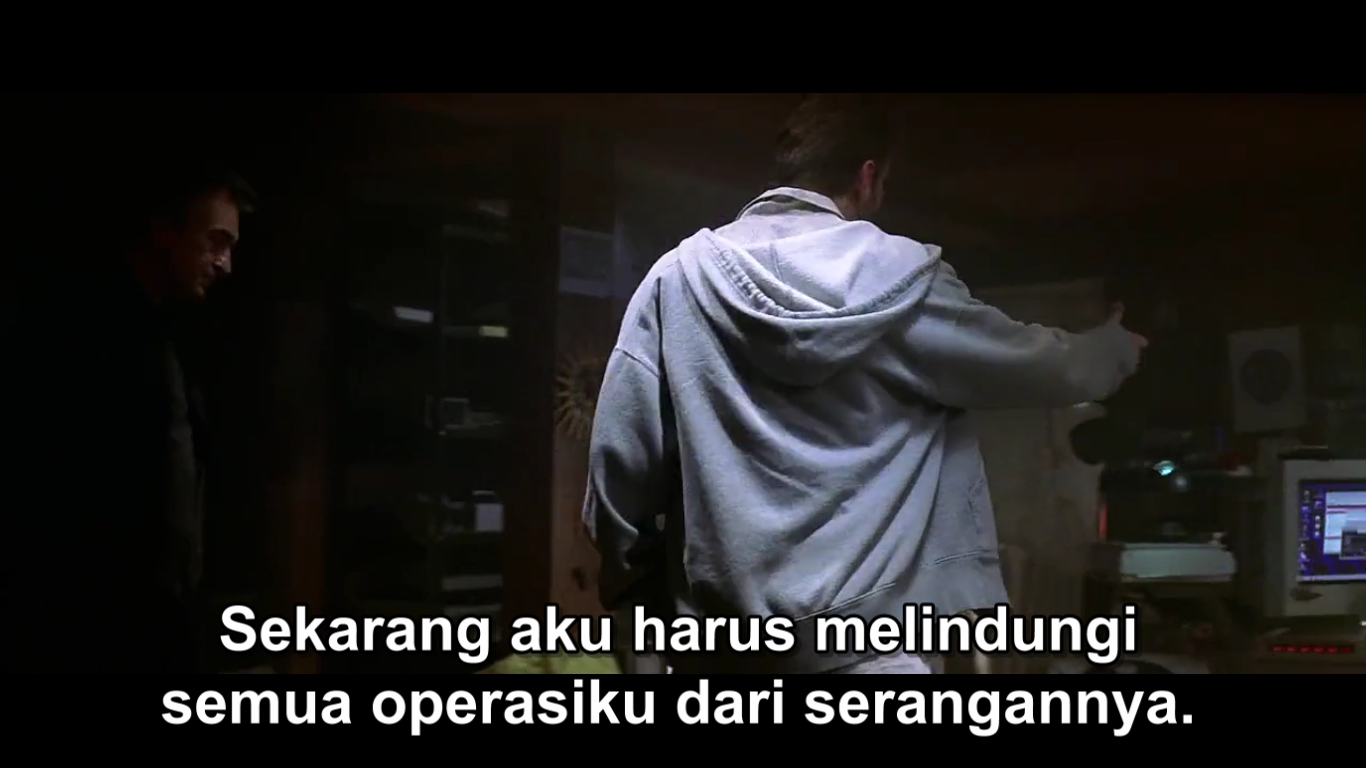 Sekarang aku harus melindungi
semua operasiku dari serangannya.